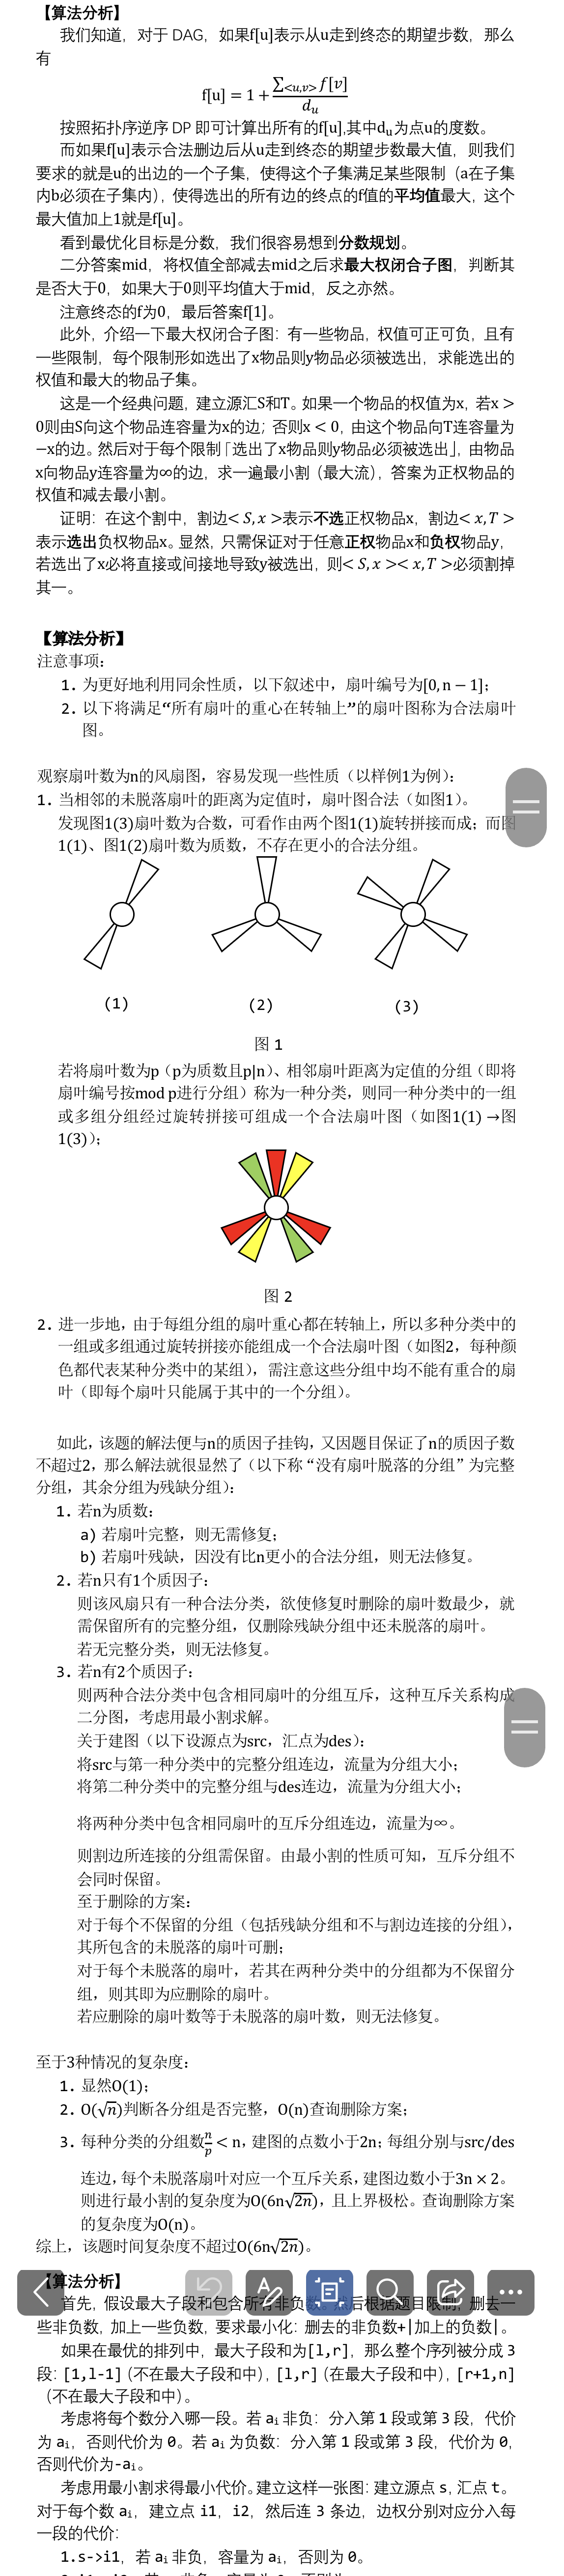 【算法分析】
我们知道，对于 DAG，如果f[u]表示从u走到终态的期望步数，那么
有
f[u] = 1 + \frac{∑_{<u,v>} f[v]}{d_u}
按照拓扑序逆序 DP 即可计算出所有的f[u],其中d_u为点u的度数。
而如果f[u]表示合法删边后从u走到终态的期望步数最大值，则我们
要求的就是u的出边的一个子集，使得这个子集满足某些限制（a在子集
内b必须在子集内），使得选出的所有边的终点的f值的平均值最大，这个
最大值加上1就是f[u]。
看到最优化目标是分数，我们很容易想到分数规划。
二分答案mid，将权值全部减去mid之后求最大权闭合子图，判断其
是否大于0，如果大于0则平均值大于mid，反之亦然。
注意终态的f为0，最后答案f[1]。
此外，介绍一下最大权闭合子图：有一些物品，权值可正可负，且有
一些限制，每个限制形如选出了x物品则y物品必须被选出，求能选出的
权值和最大的物品子集。
这是一个经典问题，建立源汇S和T。如果一个物品的权值为x，若x >
0则由S向这个物品连容量为x的边；否则x < 0，由这个物品向T连容量为
−x的边。然后对于每个限制「选出了x物品则y物品必须被选出」，由物品
x向物品y连容量为∞的边，求一遍最小割（最大流），答案为正权物品的
权值和减去最小割。
证明：在这个割中，割边< S, x >表示不选正权物品x，割边< x, T >
表示选出负权物品x。显然，只需保证对于任意正权物品x和负权物品y，
若选出了x必将直接或间接地导致y被选出，则< S, x >< x, T >必须割掉
其一。
【算法分析】
注意事项：
1. 为更好地利用同余性质，以下叙述中，扇叶编号为[0, n − 1]；
2. 以下将满足“所有扇叶的重心在转轴上”的扇叶图称为合法扇叶
图。
观察扇叶数为n的风扇图，容易发现一些性质（以样例1为例）：
1. 当相邻的未脱落扇叶的距离为定值时，扇叶图合法（如图1）。
发现图1(3)扇叶数为合数，可看作由两个图1(1)旋转拼接而成；而图
1(1)、图1(2)扇叶数为质数，不存在更小的合法分组。
(1) (2) (3)
图 1
若将扇叶数为p（p为质数且p|n）、相邻扇叶距离为定值的分组（即将
扇叶编号按mod p进行分组）称为一种分类，则同一种分类中的一组
或多组分组经过旋转拼接可组成一个合法扇叶图（如图1(1) →图
1(3)）；
图 2
2. 进一步地，由于每组分组的扇叶重心都在转轴上，所以多种分类中的
一组或多组通过旋转拼接亦能组成一个合法扇叶图（如图2，每种颜
色都代表某种分类中的某组），需注意这些分组中均不能有重合的扇
叶（即每个扇叶只能属于其中的一个分组）。
如此，该题的解法便与n的质因子挂钩，又因题目保证了n的质因子数
不超过2，那么解法就很显然了（以下称“没有扇叶脱落的分组”为完整
分组，其余分组为残缺分组）：
1. 若n为质数：
a) 若扇叶完整，则无需修复；
b) 若扇叶残缺，因没有比n更小的合法分组，则无法修复。
2. 若n只有1个质因子：
则该风扇只有一种合法分类，欲使修复时删除的扇叶数最少，就
需保留所有的完整分组，仅删除残缺分组中还未脱落的扇叶。
若无完整分类，则无法修复。
3. 若n有2个质因子：
则两种合法分类中包含相同扇叶的分组互斥，这种互斥关系构成
二分图，考虑用最小割求解。
关于建图（以下设源点为src，汇点为des）：
将src与第一种分类中的完整分组连边，流量为分组大小；
将第二种分类中的完整分组与des连边，流量为分组大小；
将两种分类中包含相同扇叶的互斥分组连边，流量为∞。
则割边所连接的分组需保留。由最小割的性质可知，互斥分组不
会同时保留。
至于删除的方案：
对于每个不保留的分组（包括残缺分组和不与割边连接的分组），
其所包含的未脱落的扇叶可删；
对于每个未脱落的扇叶，若其在两种分类中的分组都为不保留分
组，则其即为应删除的扇叶。
若应删除的扇叶数等于未脱落的扇叶数，则无法修复。
至于3种情况的复杂度：
1. 显然O(1)；
2. O(√n)判断各分组是否完整，O(n)查询删除方案；
3. 每种分类的分组数\frac{n}{p} < n，建图的点数小于2n；每组分别与src/des
连边，每个未脱落扇叶对应一个互斥关系，建图边数小于3n × 2。
则进行最小割的复杂度为O(6n√2n)，且上界极松。查询删除方案
的复杂度为O(n)。
综上，该题时间复杂度不超过O(6n√2n)。
【算法分析】
首先，假设最大子段和包含所有非负数，然后根据题目限制，删去一
些非负数，加上一些负数，要求最小化：删去的非负数+|加上的负数|。
如果在最优的排列中，最大子段和为[l,r]，那么整个序列被分成 3
段：[1,l-1](不在最大子段和中)，[l,r](在最大子段和中)，[r+1,n]
（不在最大子段和中）。
考虑将每个数分入哪一段。若 aᵢ 非负：分入第 1 段或第 3 段，代价
为 aᵢ，否则代价为 0。若 aᵢ 为负数：分入第 1 段或第 3 段，代价为 0，
否则代价为-aᵢ。
考虑用最小割求得最小代价。建立这样一张图：建立源点 s，汇点 t。
对于每个数 aᵢ，建立点 i1，i2，然后连 3 条边，边权分别对应分入每
一段的代价：
1.s->i1，若 aᵢ 非负，容量为 aᵢ，否则为 0。